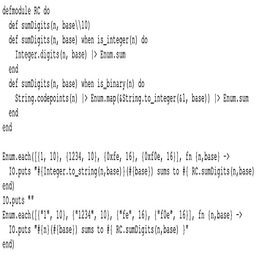 defmodule RC do
  def sumDigits(n, base\\10)
  def sumDigits(n, base) when is_integer(n) do
    Integer.digits(n, base) |> Enum.sum
  end
  def sumDigits(n, base) when is_binary(n) do
    String.codepoints(n) |> Enum.map(&String.to_integer(&1, base)) |> Enum.sum
  end
end

Enum.each([{1, 10}, {1234, 10}, {0xfe, 16}, {0xf0e, 16}], fn {n,base} ->
  IO.puts "#{Integer.to_string(n,base)}(#{base}) sums to #{ RC.sumDigits(n,base)
end)
IO.puts ""
Enum.each([{"1", 10}, {"1234", 10}, {"fe", 16}, {"f0e", 16}], fn {n,base} ->
  IO.puts "#{n}(#{base}) sums to #{ RC.sumDigits(n,base) }"
end)